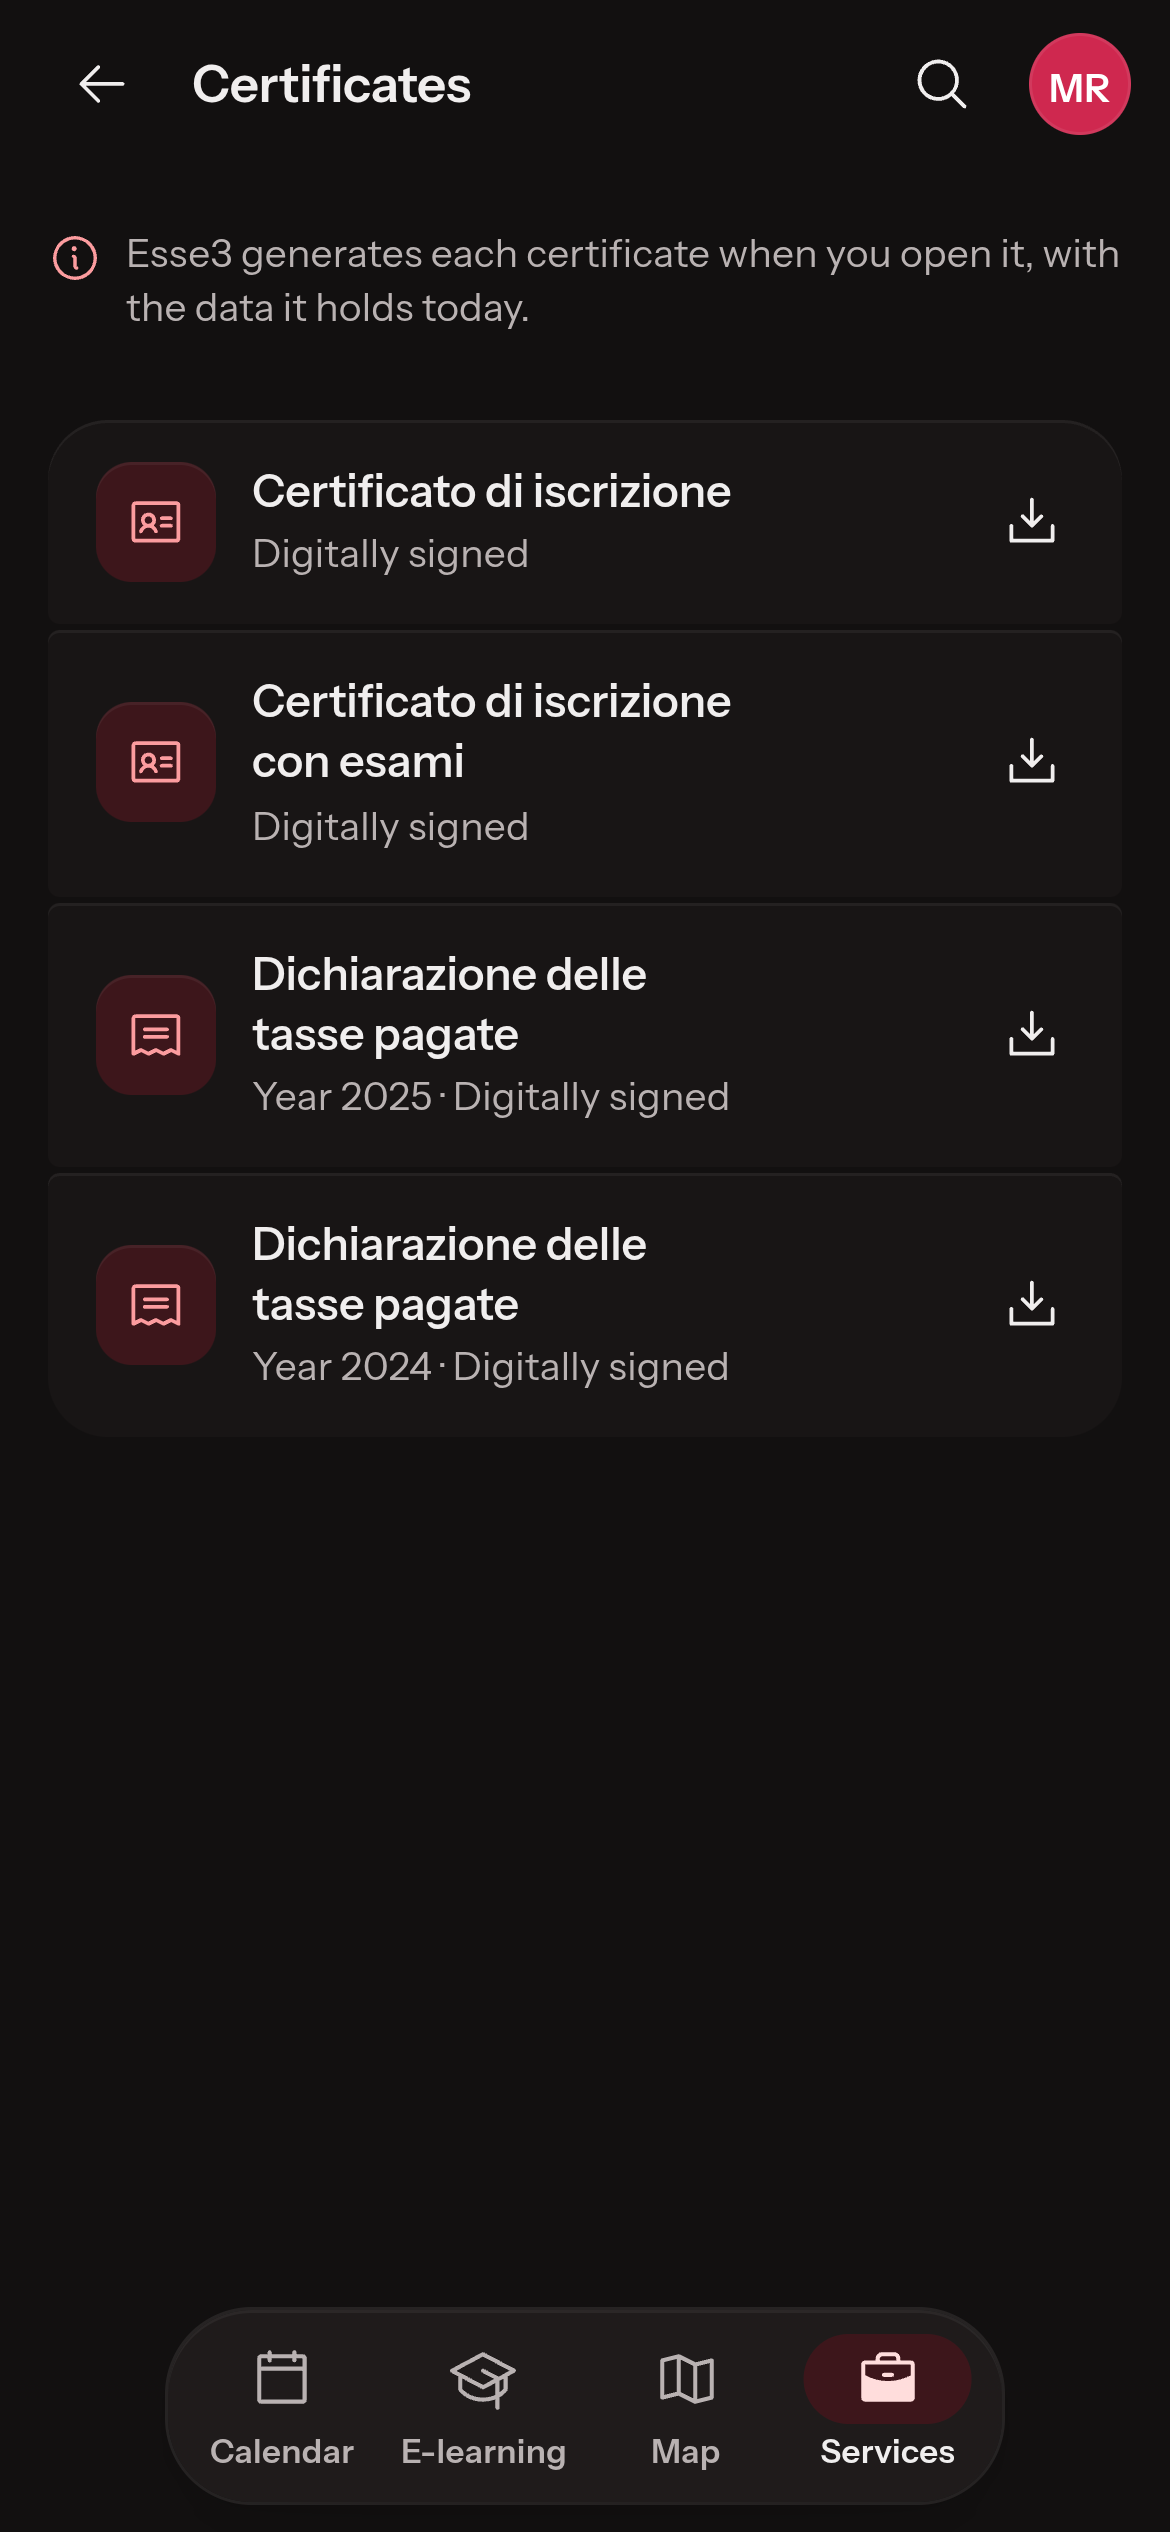 Certificates
MR
Esse3 generates each certificate when you open it, with
the data it holds today.
Certificato di iscrizione
Digitally signed
Certificato di iscrizione
con esami
Digitally signed
Dichiarazione delle
tasse pagate
Year 2025 · Digitally signed
Dichiarazione delle
tasse pagate
Year 2024 · Digitally signed
Calendar
E-learning
Map
Services